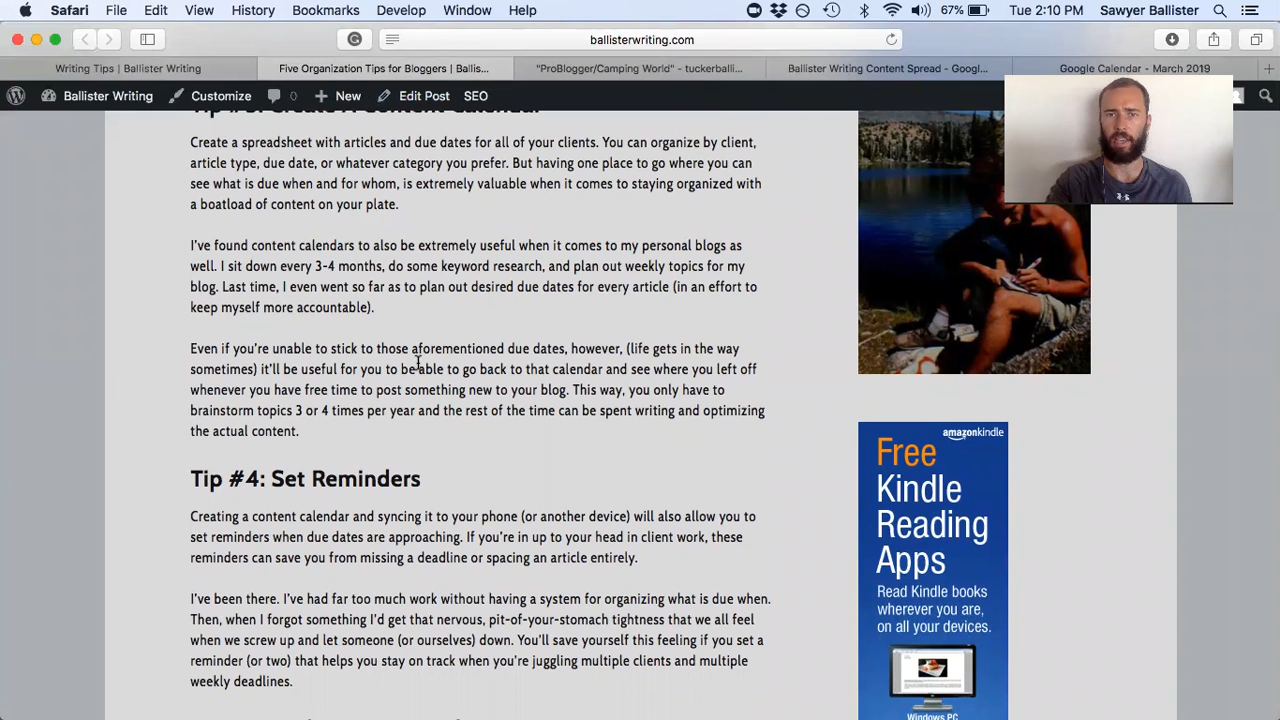 Safari File Edit View History Bookmarks Develop Window Help 67% Tue 2:10 PM Sawyer Ballister
ballisterwriting.com
Writing Tips | Ballister Writing Five Organization Tips for Bloggers | Ballis... "ProBlogger/Camping World" - tuckerballi... Ballister Writing Content Spread - Googl... Google Calendar - March 2019
Ballister Writing Customize 0 New Edit Post SEO
Create a spreadsheet with articles and due dates for all of your clients. You can organize by client,
article type, due date, or whatever category you prefer. But having one place to go where you can
see what is due when and for whom, is extremely valuable when it comes to staying organized with
a boatload of content on your plate.
I've found content calendars to also be extremely useful when it comes to my personal blogs as
well. I sit down every 3-4 months, do some keyword research, and plan out weekly topics for my
blog. Last time, I even went so far as to plan out desired due dates for every article (in an effort to
keep myself more accountable).
Even if you're unable to stick to those aforementioned due dates, however, (life gets in the way
sometimes) it'll be useful for you to be able to go back to that calendar and see where you left off
whenever you have free time to post something new to your blog. This way, you only have to
brainstorm topics 3 or 4 times per year and the rest of the time can be spent writing and optimizing
the actual content.
Tip #4: Set Reminders
Creating a content calendar and syncing it to your phone (or another device) will also allow you to
set reminders when due dates are approaching. If you're in up to your head in client work, these
reminders can save you from missing a deadline or spacing an article entirely.
I've been there. I've had far too much work without having a system for organizing what is due when.
Then, when I forgot something I'd get that nervous, pit-of-your-stomach tightness that we all feel
when we screw up and let someone (or ourselves) down. You'll save yourself this feeling if you set a
reminder (or two) that helps you stay on track when you're juggling multiple clients and multiple
weekly deadlines.
amazonkindle
Free
Kindle
Reading
Apps
Read Kindle books
wherever you are,
on all your devices.
Windows PC